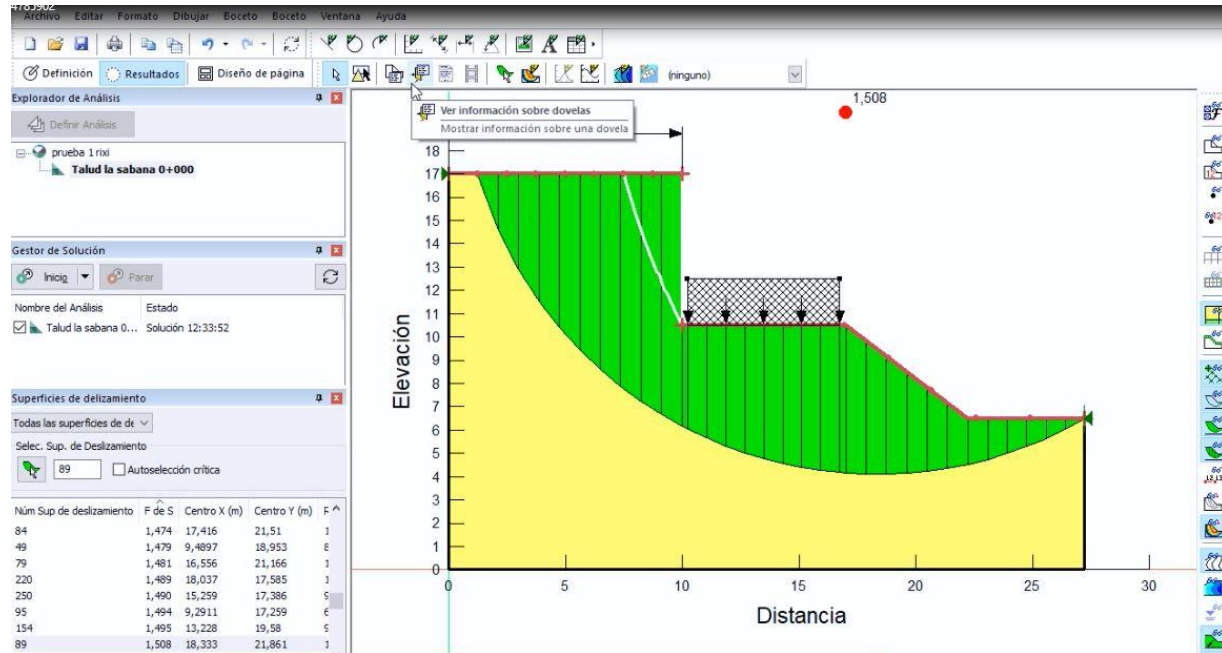 4783902
Archivo Editar Formato Dibujar Boceto Boceto Ventana Ayuda
Definición Resultados Diseño de página (ninguno)
Explorador de Análisis
Definir Análisis
prueba 1 rixi
Talud la sabana 0+000
Gestor de Solución
Inicio Parar
Nombre del Análisis Estado
Talud la sabana 0... Solución 12:33:52
Superficies de delizamiento
Todas las superficies de de
Selec. Sup. de Deslizamiento
89 Autoselección crítica
Núm Sup de deslizamiento F de S Centro X (m) Centro Y (m)
84 1,474 17,416 21,51
49 1,479 9,4897 18,953
79 1,481 16,556 21,166
220 1,489 18,037 17,585
250 1,490 15,259 17,386
95 1,494 9,2911 17,259
154 1,495 13,228 19,58
89 1,508 18,333 21,861
Ver información sobre dovelas
Mostrar información sobre una dovela
1,508
18
17
16
15
14
13
12
11
10
9
8
7
6
5
4
3
2
1
0
Elevación
0 5 10 15 20 25 30
Distancia